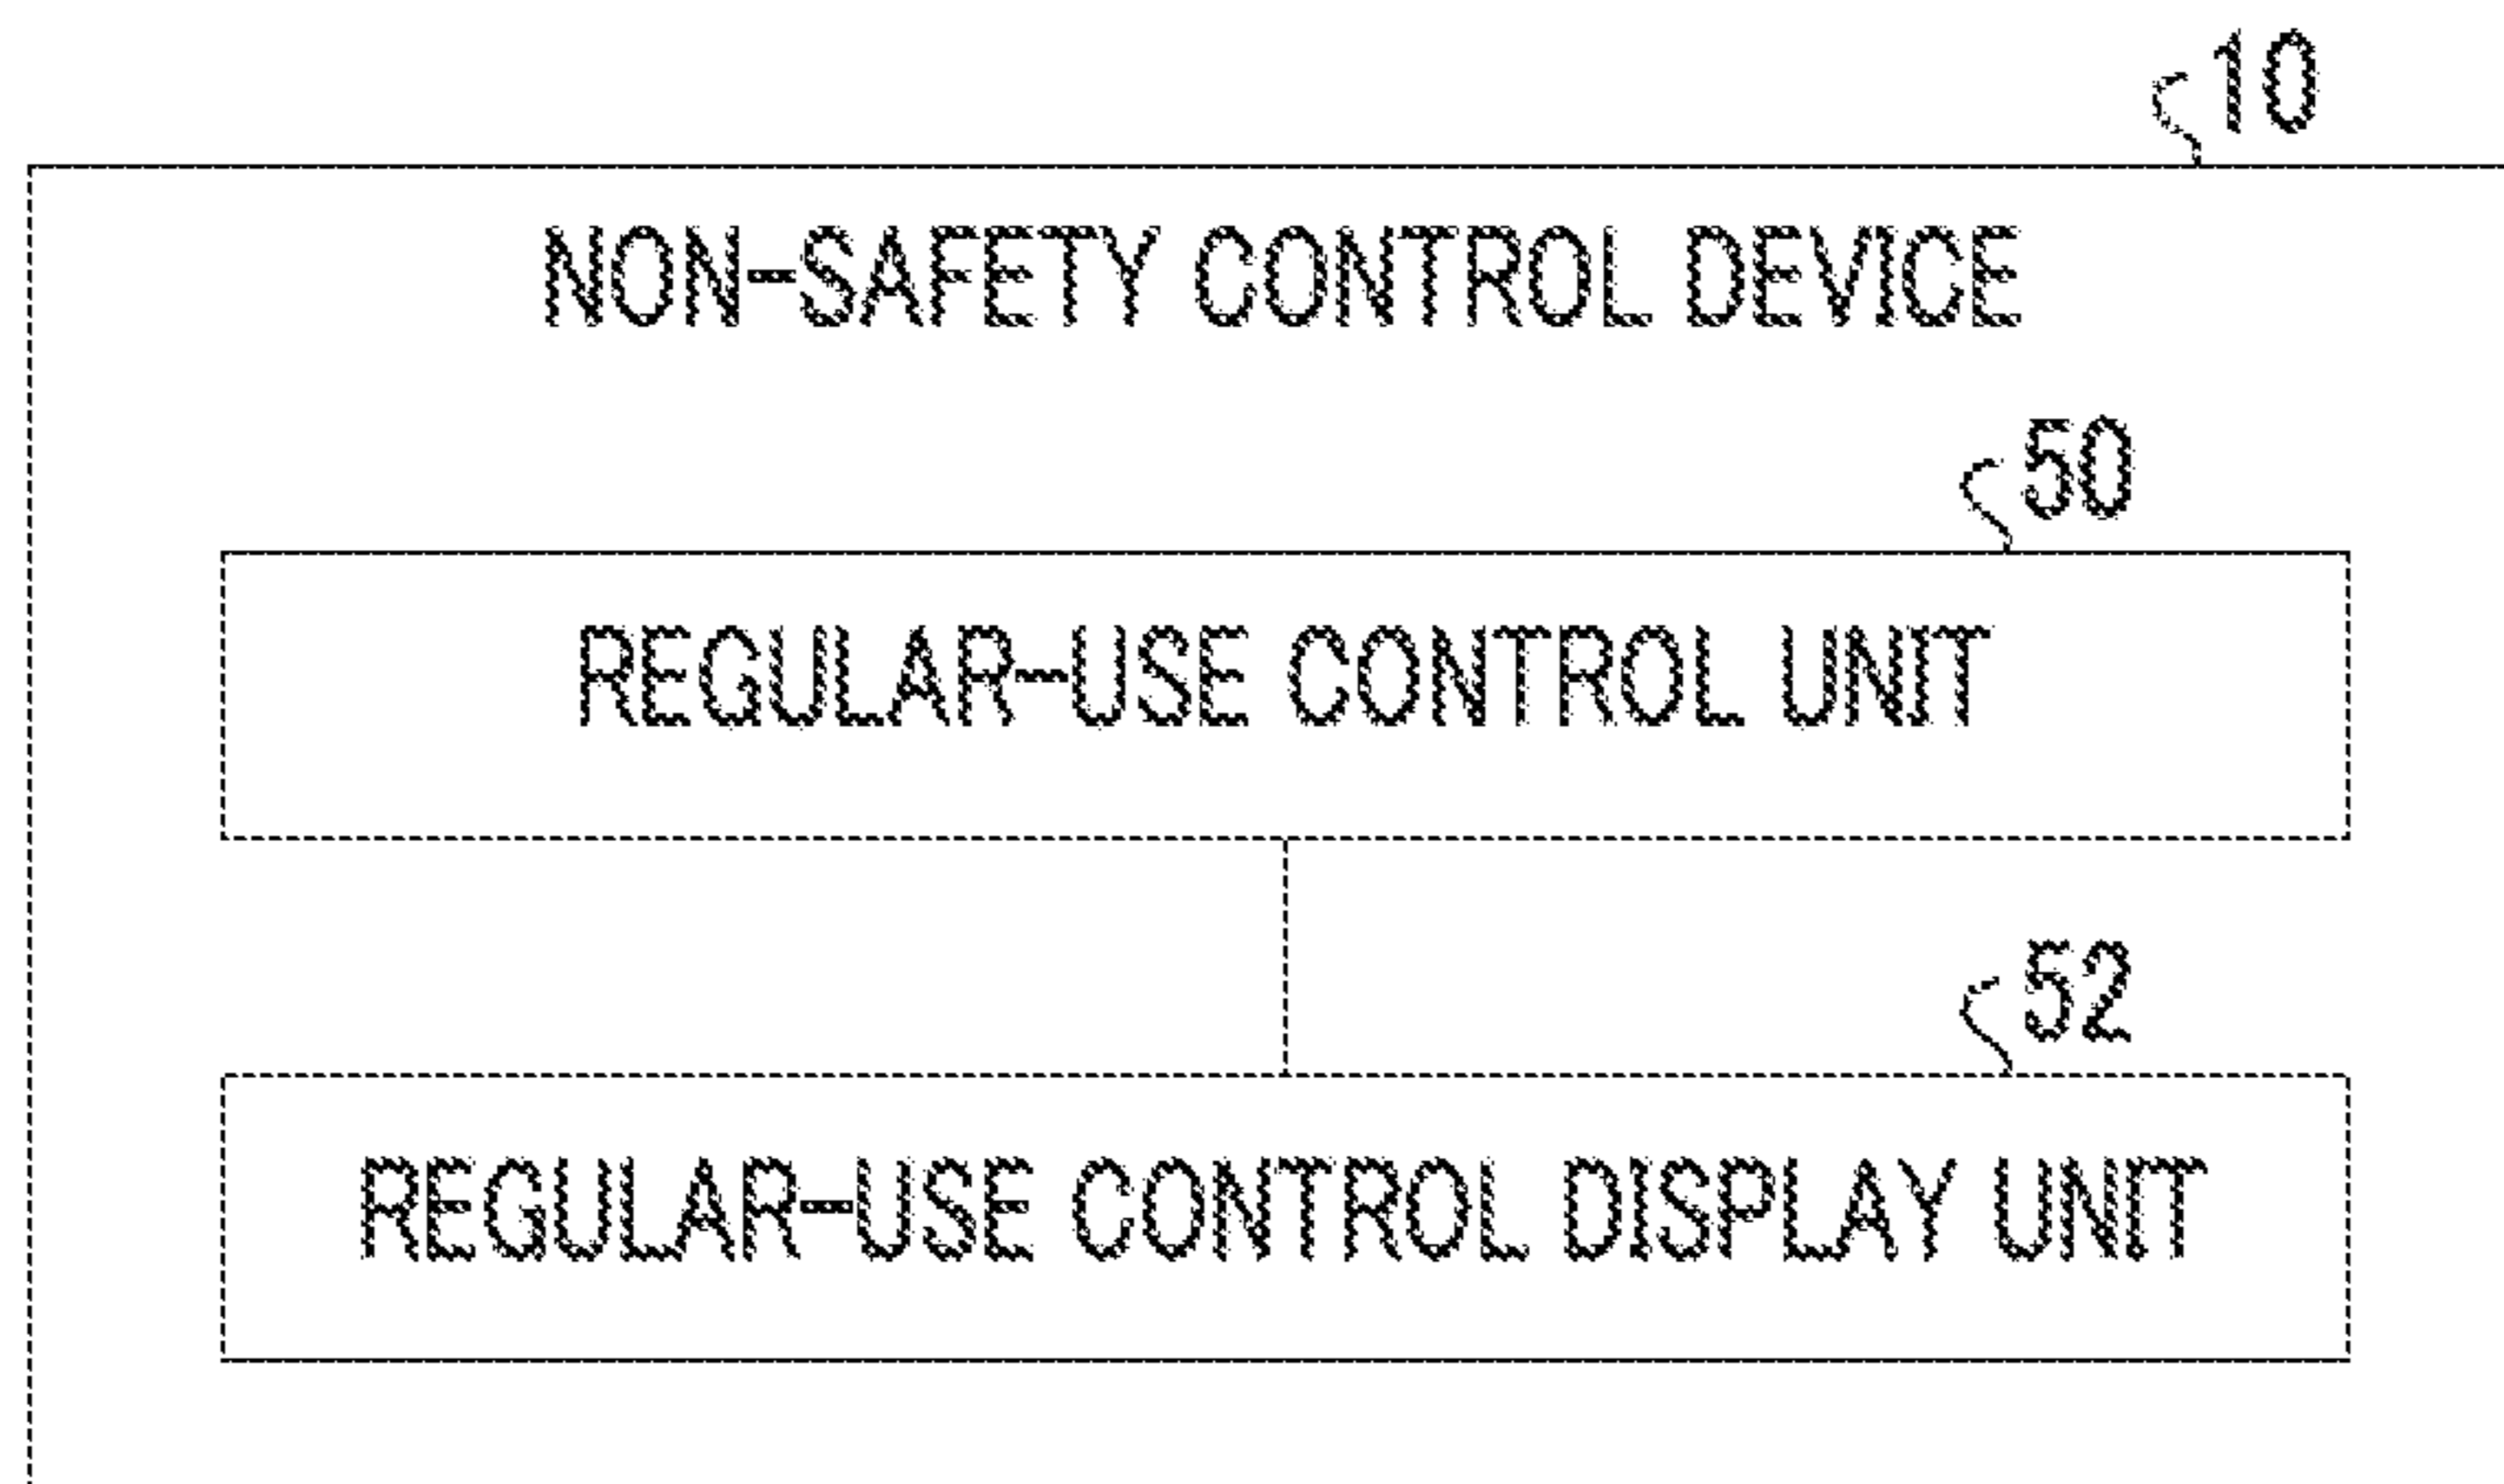 10
NON-SAFETY CONTROL DEVICE
50
REGULAR-USE CONTROL UNIT
52
REGULAR-USE CONTROL DISPLAY UNIT